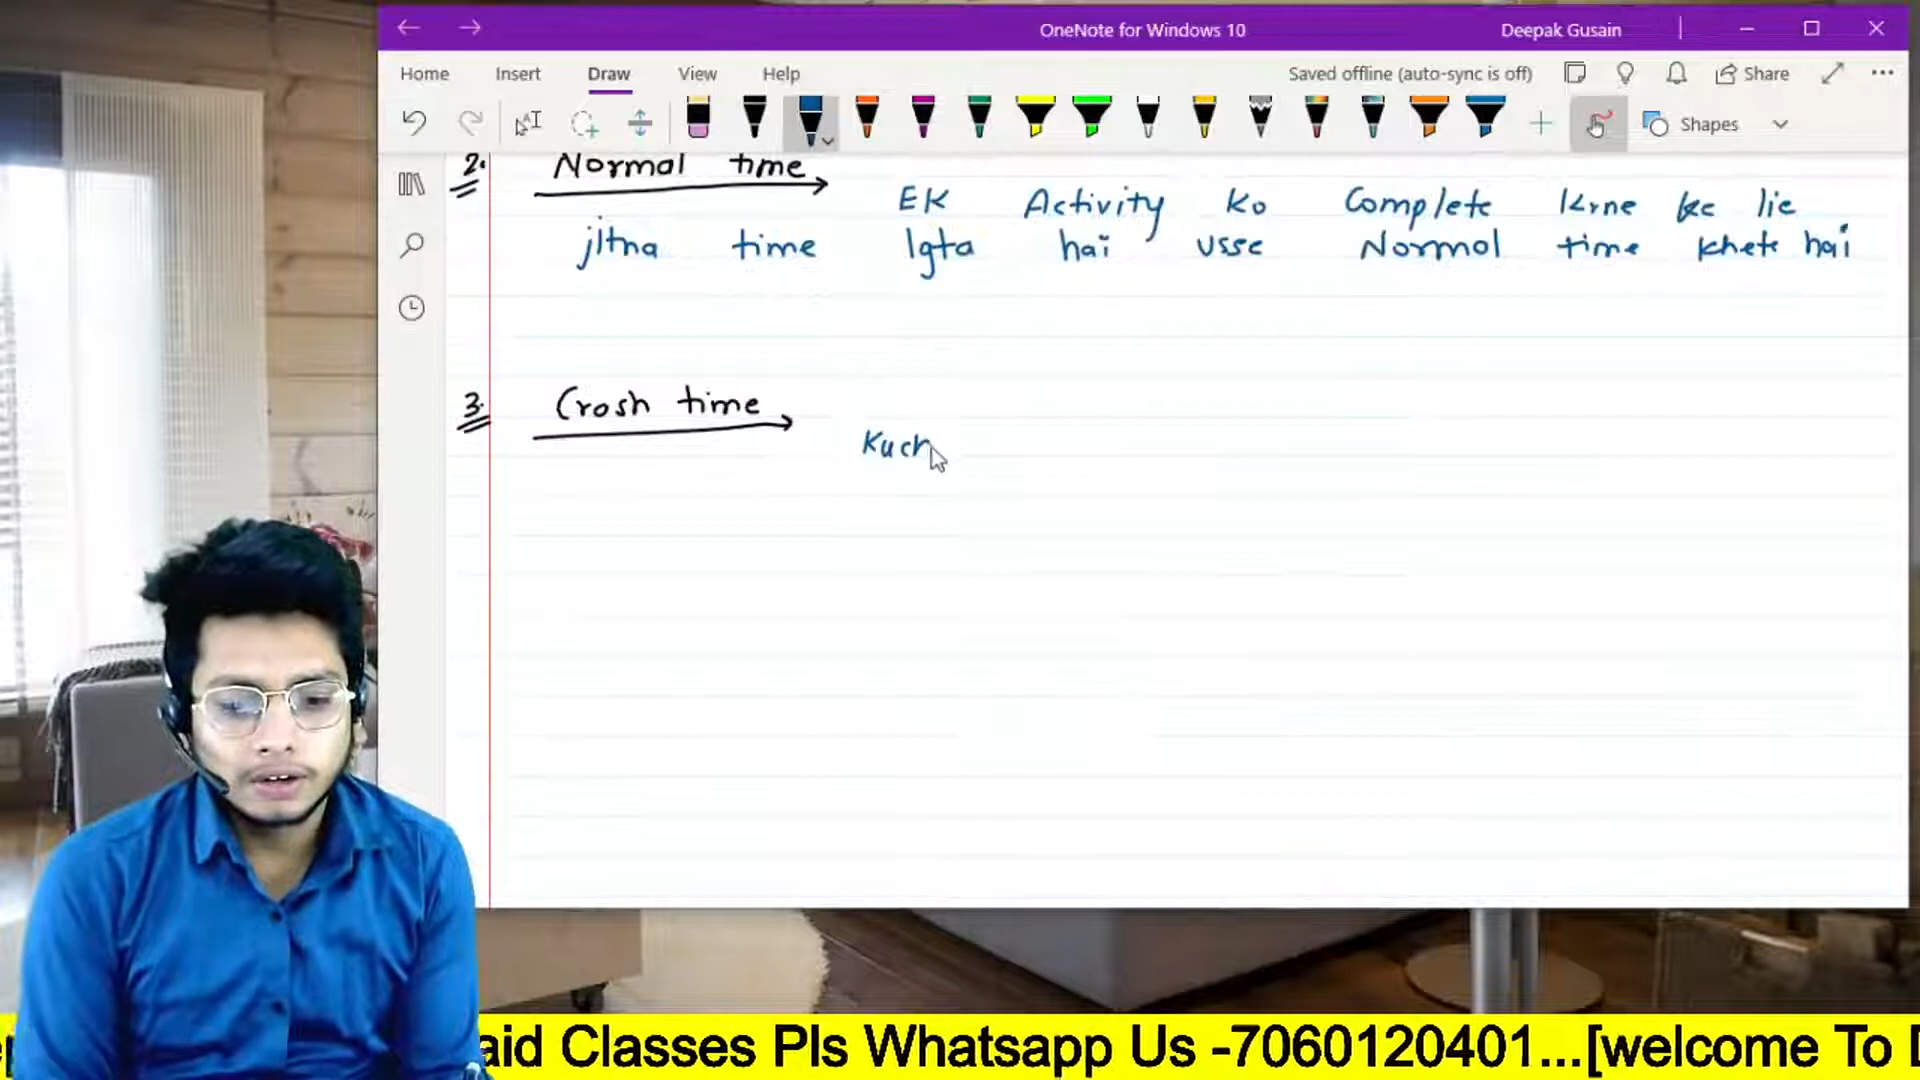 OneNote for Windows 10
Deepak Gusain
Home Insert Draw View Help
Saved offline (auto-sync is off)
Share
Shapes
2. Normal time
EK Activity Ko Complete Krne ke lie
jItna time lgta hai usse Normal time khete hai
3. Crosh time
Kuch
aid Classes Pls Whatsapp Us -7060120401...[welcome To D